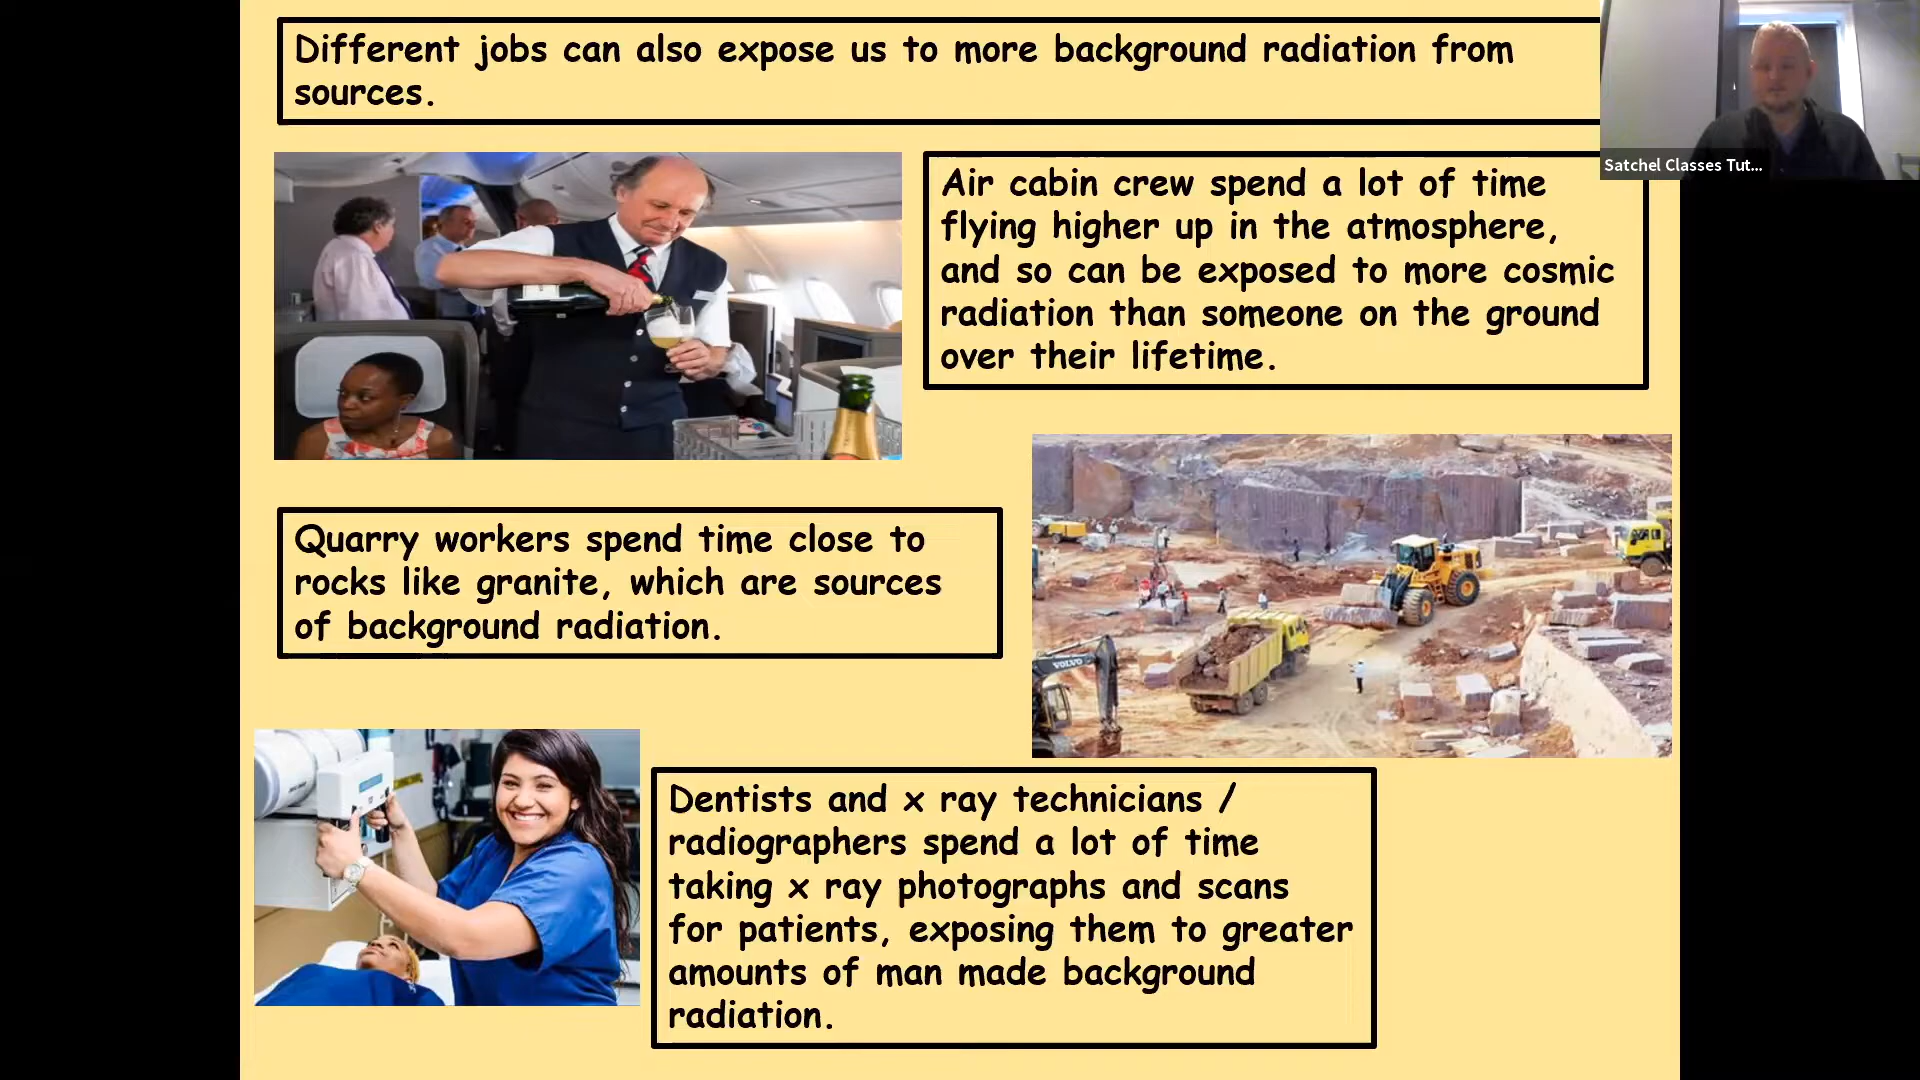 Different jobs can also expose us to more background radiation from
sources.
Satchel Classes Tut...
Air cabin crew spend a lot of time
flying higher up in the atmosphere,
and so can be exposed to more cosmic
radiation than someone on the ground
over their lifetime.
Quarry workers spend time close to
rocks like granite, which are sources
of background radiation.
VOLVO
Dentists and x ray technicians /
radiographers spend a lot of time
taking x ray photographs and scans
for patients, exposing them to greater
amounts of man made background
radiation.